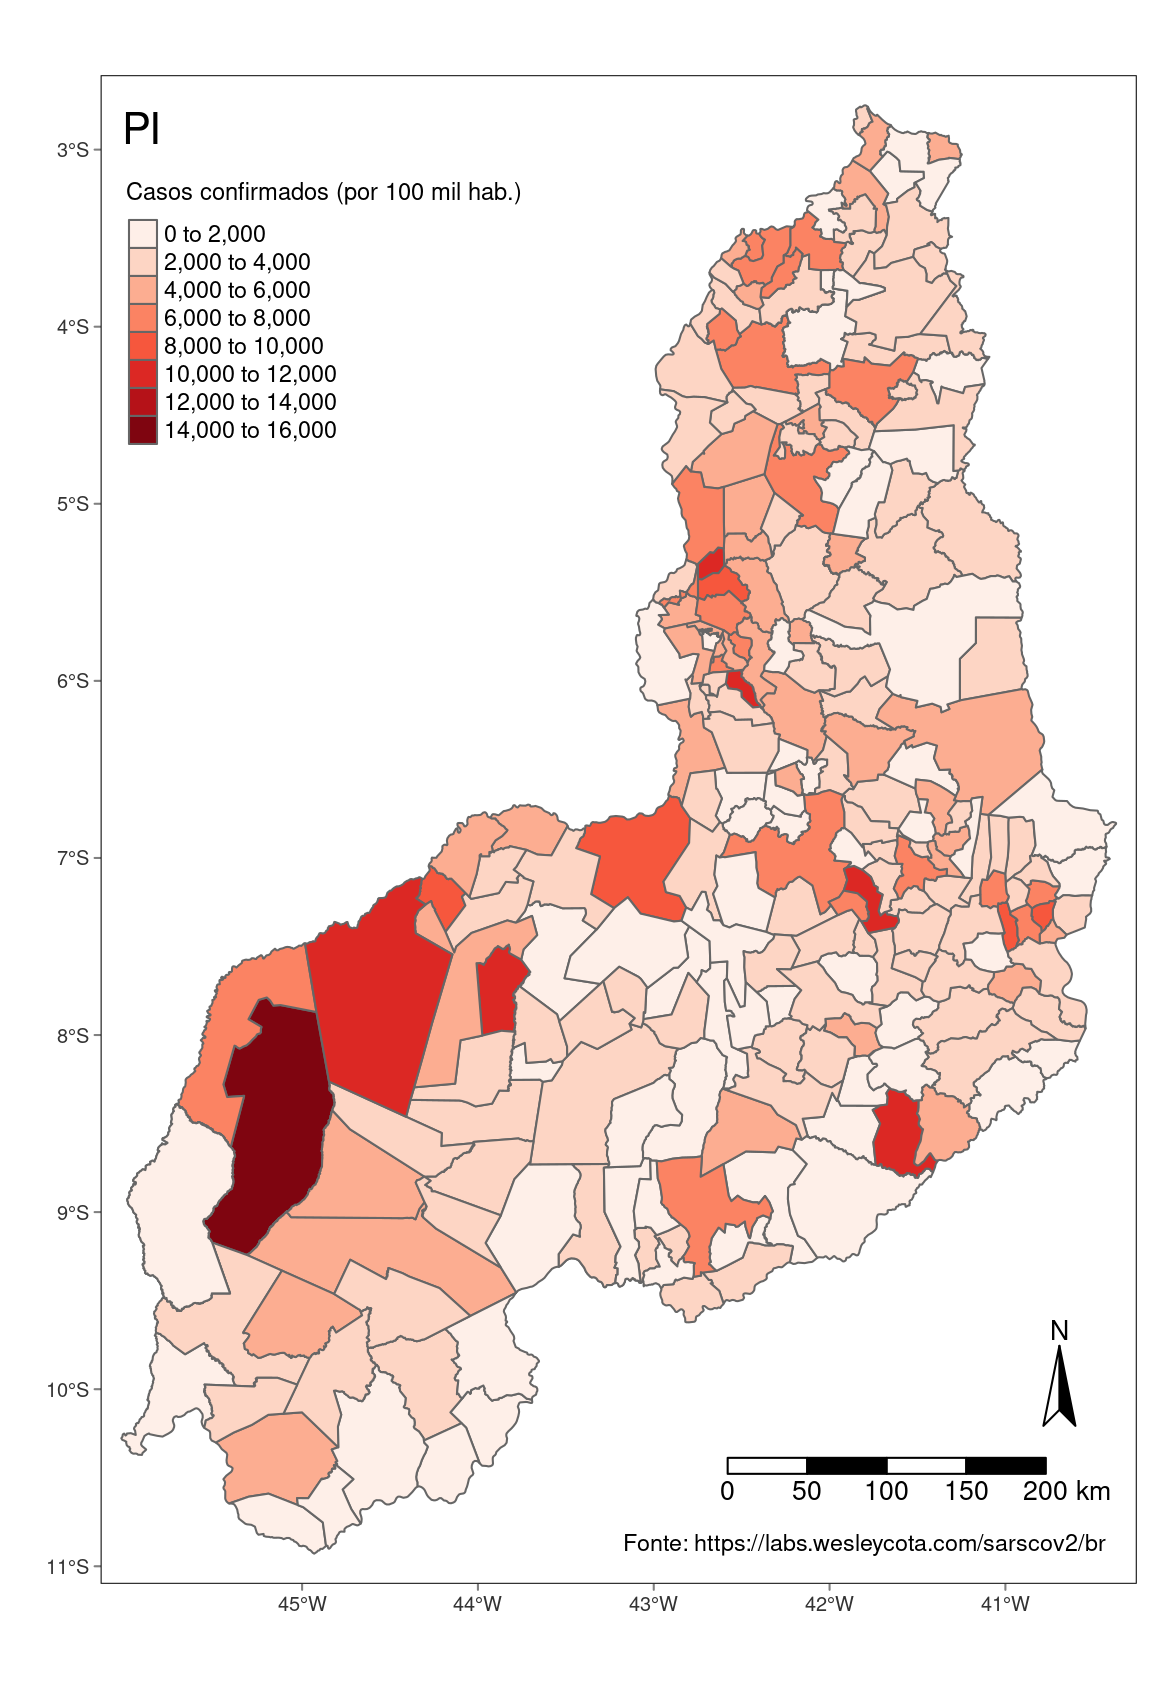 PI
Casos confirmados (por 100 mil hab.)
0 to 2,000
2,000 to 4,000
4,000 to 6,000
6,000 to 8,000
8,000 to 10,000
10,000 to 12,000
12,000 to 14,000
14,000 to 16,000
3°S
4°S
5°S
6°S
7°S
8°S
9°S
10°S
11°S
N
0 50 100 150 200 km
Fonte: https://labs.wesleycota.com/sarscov2/br
45°W 44°W 43°W 42°W 41°W